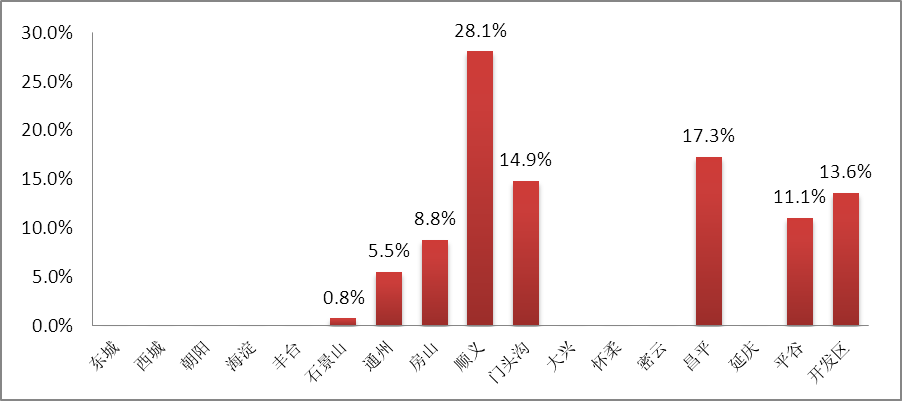 30.0%
25.0%
20.0%
15.0%
10.0%
5.0%
0.0%
0.8%
5.5%
8.8%
28.1%
14.9%
17.3%
11.1%
13.6%
东城
西城
朝阳
海淀
丰台
石景山
通州
房山
顺义
门头沟
大兴
怀柔
密云
昌平
延庆
平谷
开发区